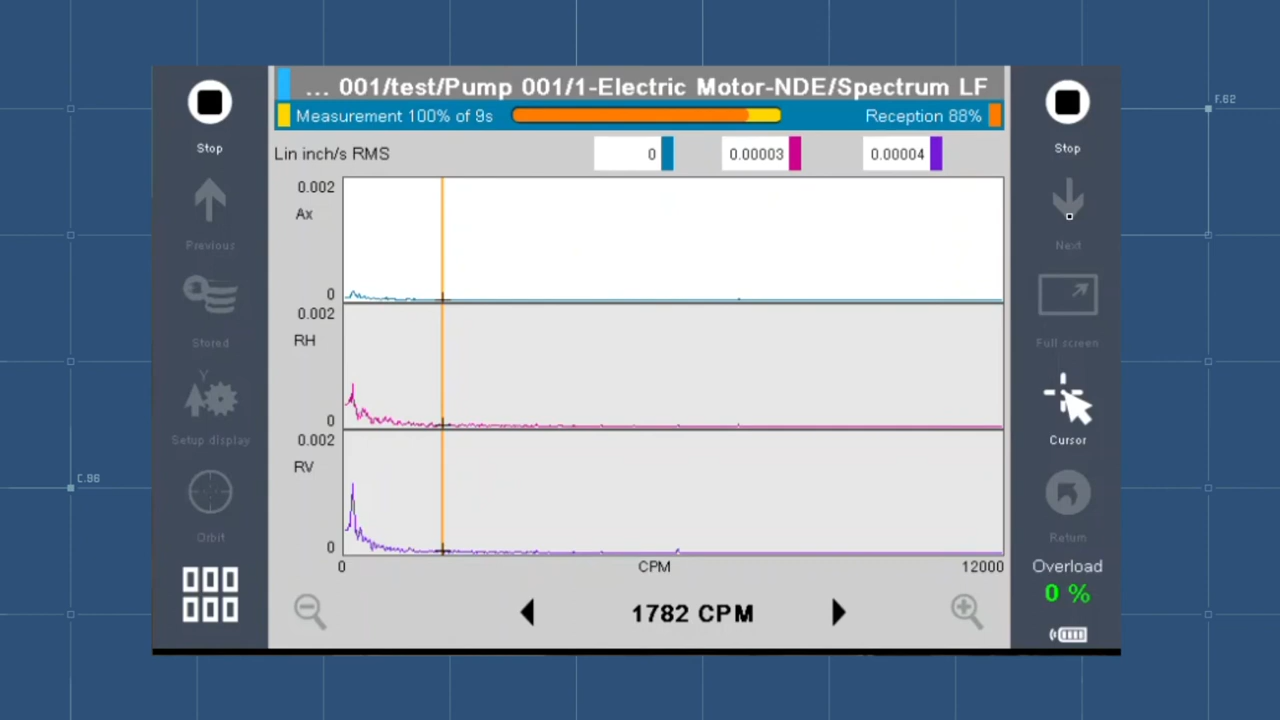 ... 001/test/Pump 001/1-Electric Motor-NDE/Spectrum LF
Measurement 100% of 9s
Reception 88%
Lin inch/s RMS
0
0.00003
0.00004
0.002
Ax
0
0.002
RH
0
0.002
RV
0
0
CPM
12000
1782 CPM
Stop
Previous
Stored
Y
Setup display
Orbit
Stop
Next
Full screen
Cursor
Return
Overload
0 %
F.62
C.96